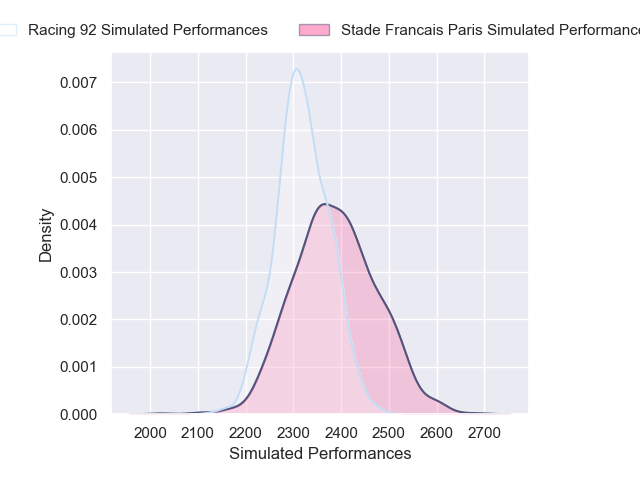 Racing 92 Simulated Performances
Stade Francais Paris Simulated Performance
0.007
0.006
0.005
0.004
0.003
0.002
0.001
0.000
Density
2000 2100 2200 2300 2400 2500 2600 2700
Simulated Performances